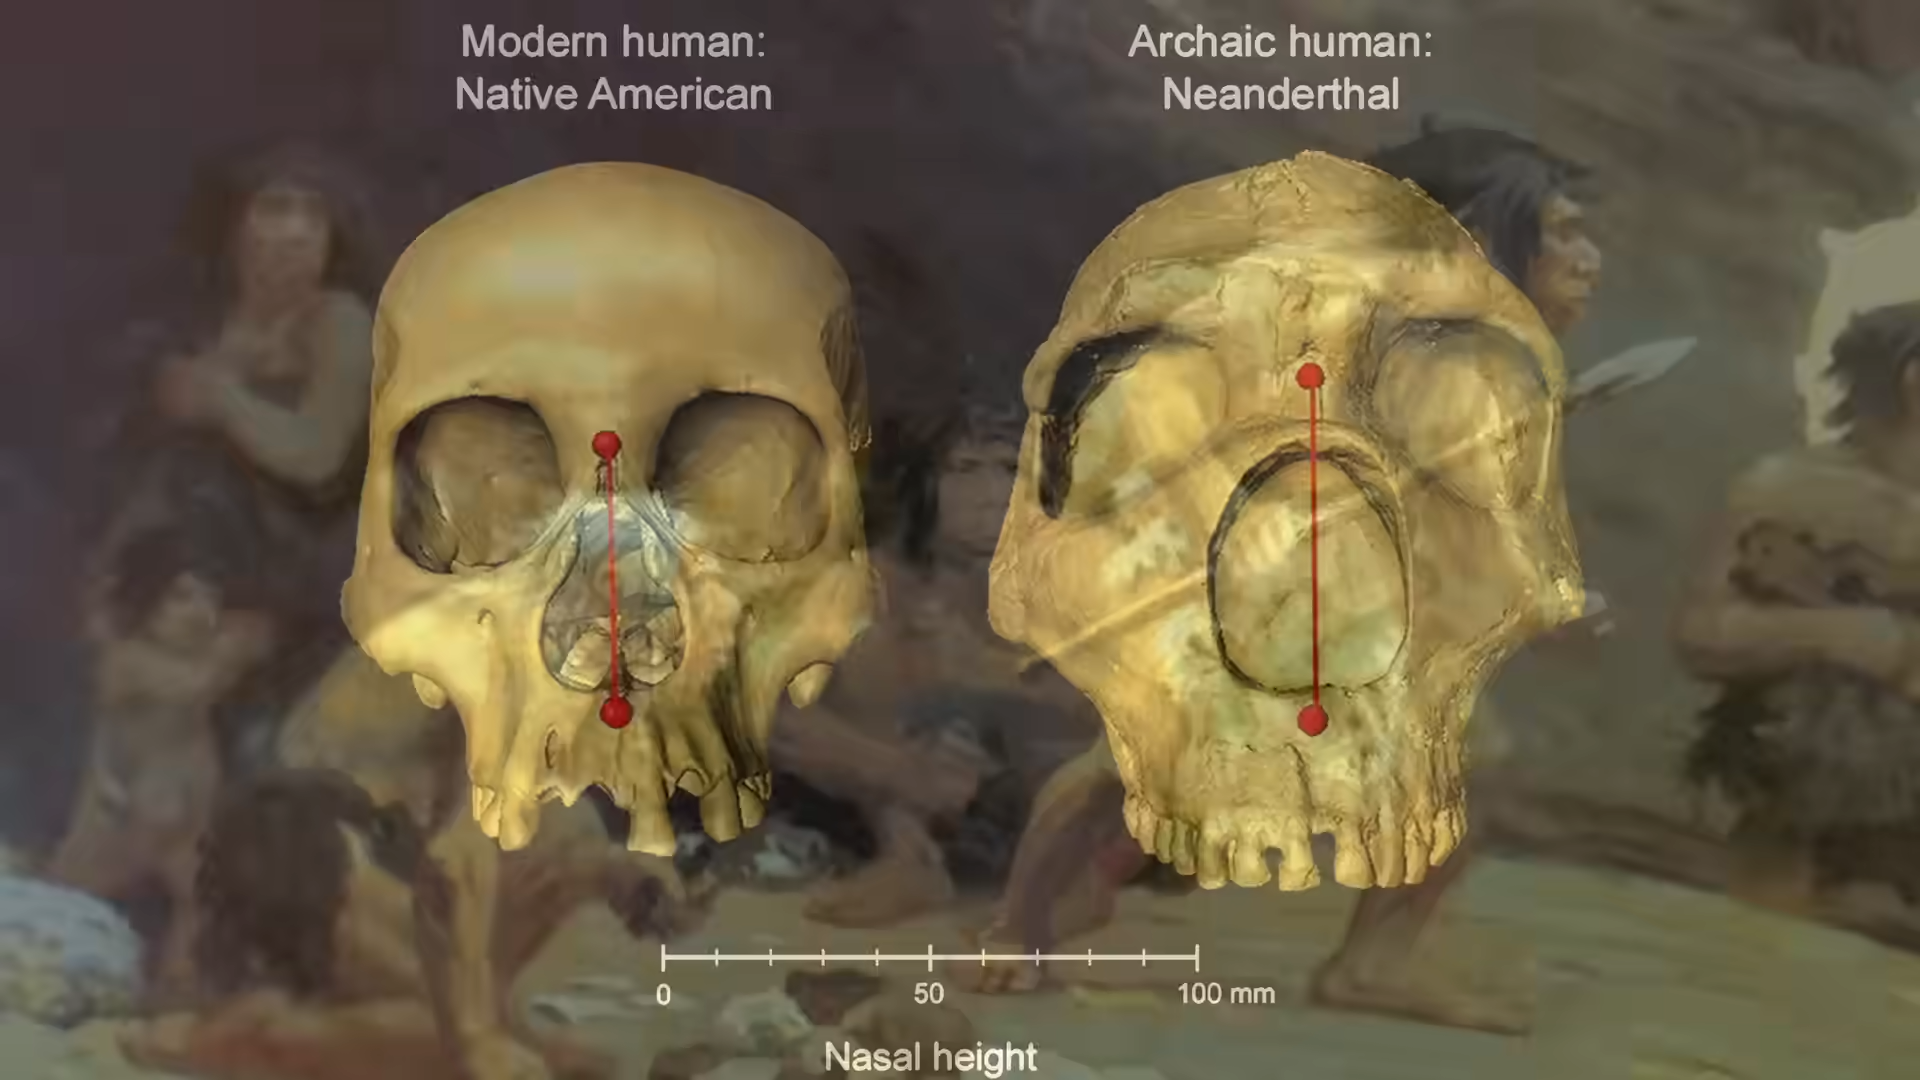 Modern human:
Native American
Archaic human:
Neanderthal
0
50
100 mm
Nasal height